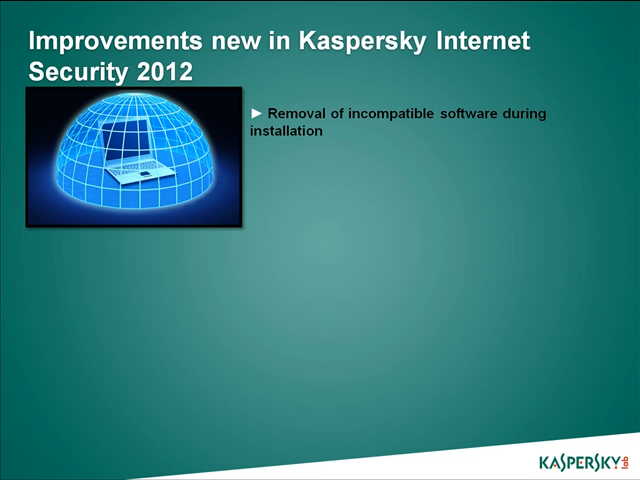 Improvements new in Kaspersky Internet
Security 2012
► Removal of incompatible software during
installation
KASPERSKY lab